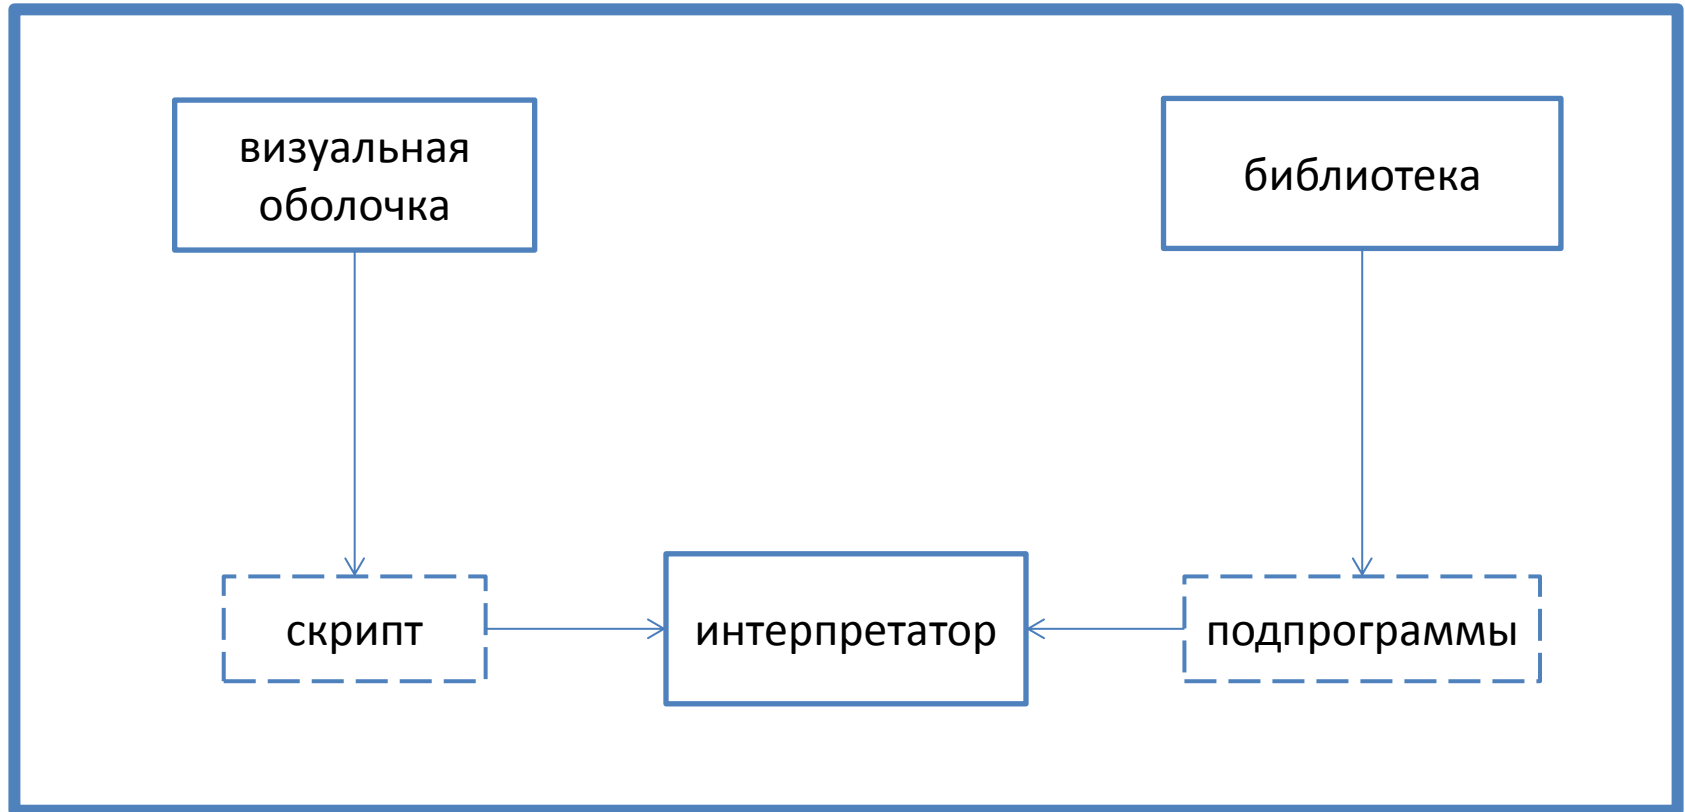 визуальная
оболочка
библиотека
скрипт
интерпретатор
подпрограммы